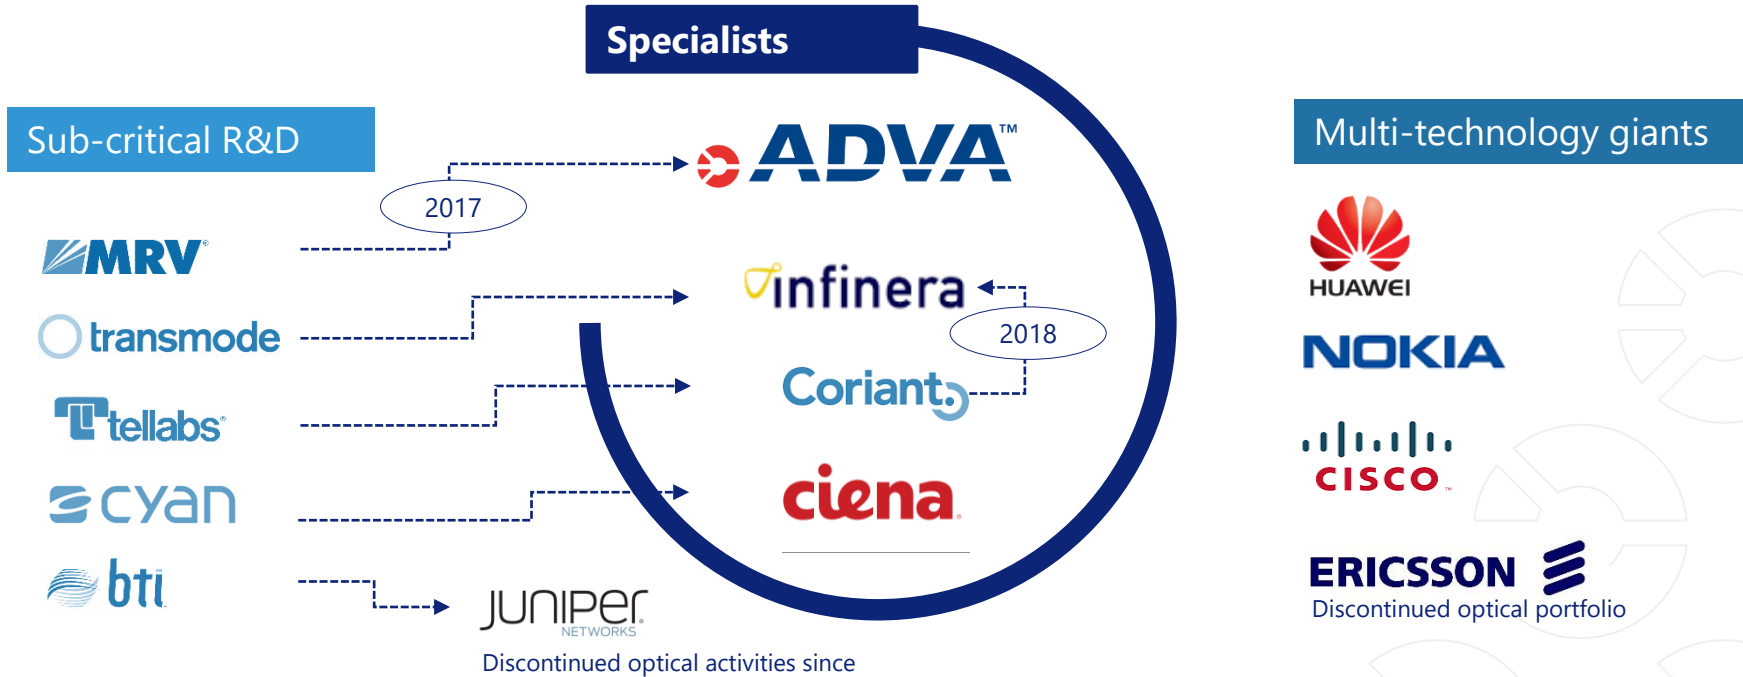 Specialists
Sub-critical R&D
Multi-technology giants
ADVA™
2017
MRV®
infinera
HUAWEI
transmode
2018
NOKIA
Coriant
tellabs®
CISCO™
cyan
ciena®
bti
ERICSSON
JUNIPER
NETWORKS
Discontinued optical portfolio
Discontinued optical activities since